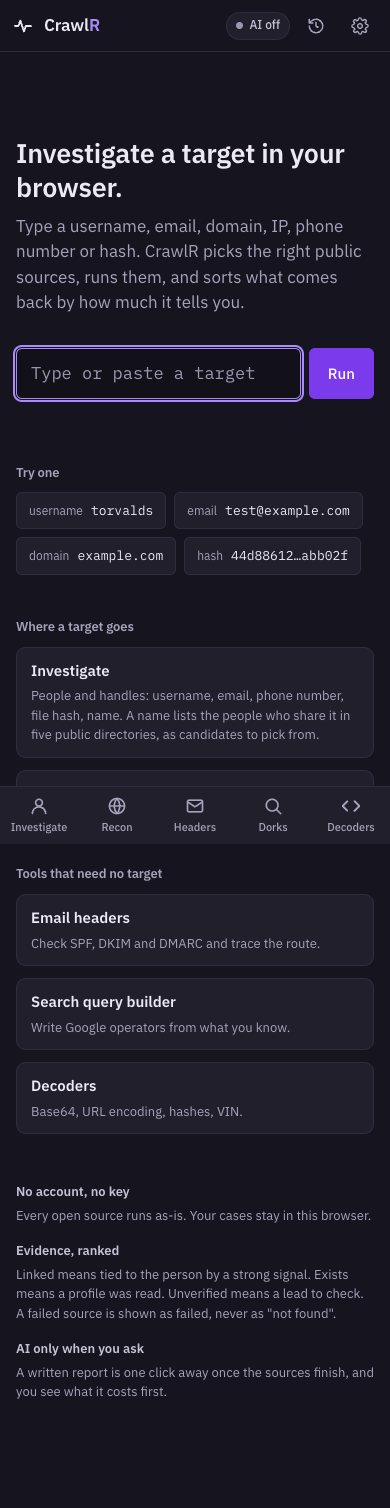 CrawlR
AI off
Investigate a target in your
browser.
Type a username, email, domain, IP, phone
number or hash. CrawlR picks the right public
sources, runs them, and sorts what comes
back by how much it tells you.
Type or paste a target
Run
Try one
username torvalds
email test@example.com
domain example.com
hash 44d88612…abb02f
Where a target goes
Investigate
People and handles: username, email, phone number,
file hash, name. A name lists the people who share it in
five public directories, as candidates to pick from.
Investigate
Recon
Headers
Dorks
Decoders
Tools that need no target
Email headers
Check SPF, DKIM and DMARC and trace the route.
Search query builder
Write Google operators from what you know.
Decoders
Base64, URL encoding, hashes, VIN.
No account, no key
Every open source runs as-is. Your cases stay in this browser.
Evidence, ranked
Linked means tied to the person by a strong signal. Exists
means a profile was read. Unverified means a lead to check.
A failed source is shown as failed, never as "not found".
AI only when you ask
A written report is one click away once the sources finish, and
you see what it costs first.